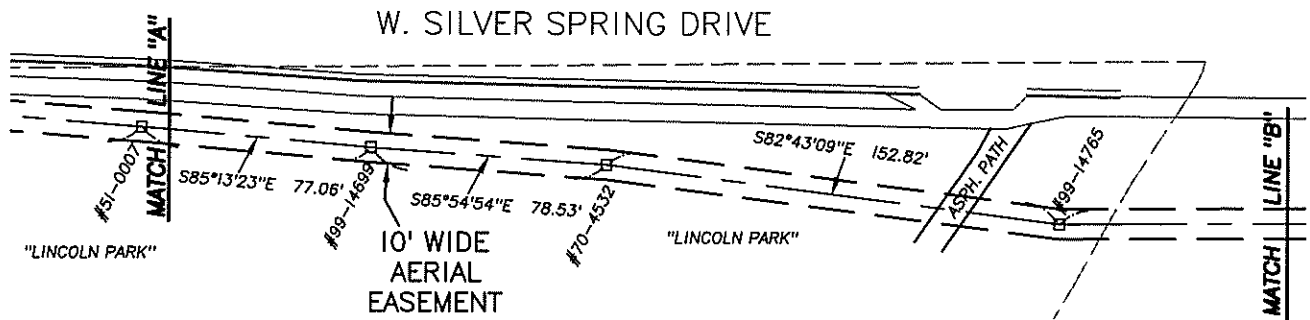 W. SILVER SPRING DRIVE
MATCH LINE "A"
#51-0007
S85°13'23"E 77.06'
#99-14699
S85°54'54"E 78.53'
#70-4532
S82°43'09"E 152.82'
ASPH. PATH
#99-14765
MATCH LINE "B"
"LINCOLN PARK"
10' WIDE
AERIAL
EASEMENT
"LINCOLN PARK"